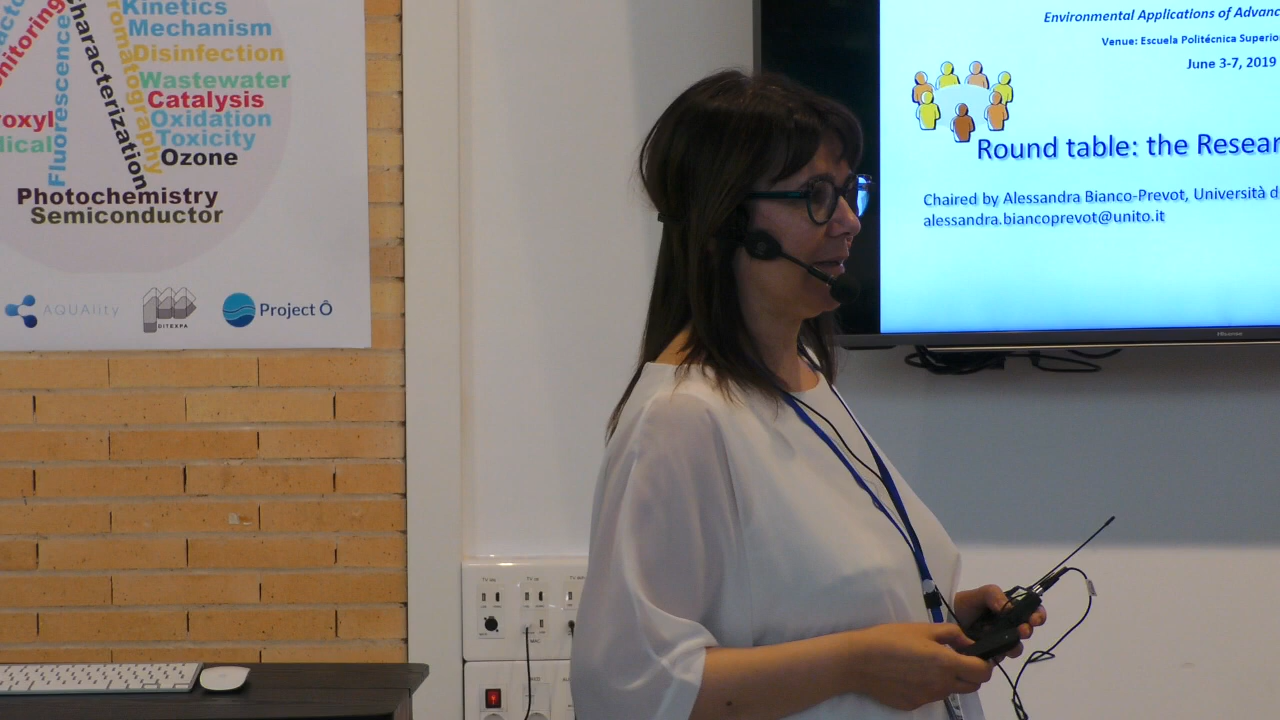 Kinetics
Mechanism
Disinfection
Wastewater
Catalysis
Oxidation
Toxicity
Ozone
Fluorescence
Photochemistry
Semiconductor
AQUAlity
DITEXPA
Project Ō
Environmental Applications of Advanc
Venue: Escuela Politécnica Superio
June 3-7, 2019
Round table: the Resear
Chaired by Alessandra Bianco-Prevot, Università d
alessandra.biancoprevot@unito.it
Hisense